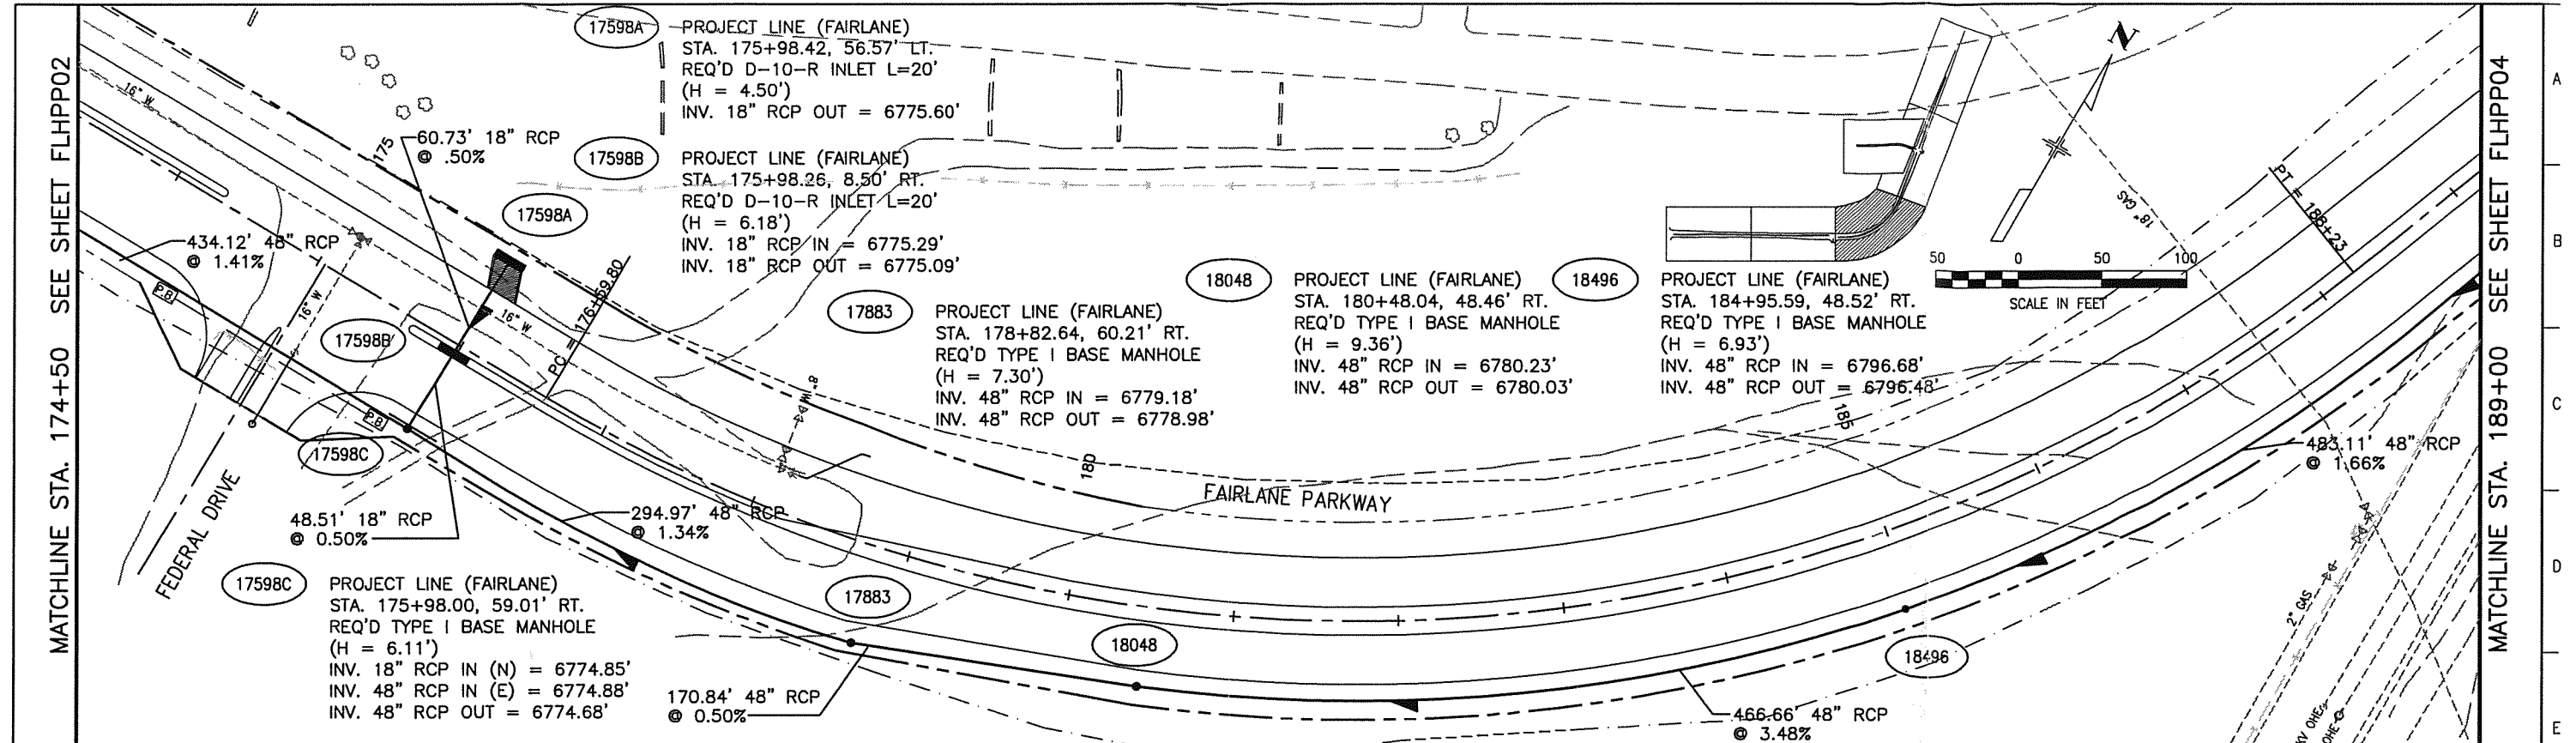 MATCHLINE STA. 174+50 SEE SHEET FLHPP02
17598A
PROJECT LINE (FAIRLANE)
STA. 175+98.42, 56.57' LT.
REQ'D D-10-R INLET L=20'
(H = 4.50')
INV. 18" RCP OUT = 6775.60'
17598B
PROJECT LINE (FAIRLANE)
STA. 175+98.26, 8.50' RT.
REQ'D D-10-R INLET L=20'
(H = 6.18')
INV. 18" RCP IN = 6775.29'
INV. 18" RCP OUT = 6775.09'
16" W
175
60.73' 18" RCP
@ .50%
17598A
434.12' 48" RCP
@ 1.41%
P.B.
16" W
16" W
PC = 176+59.80
17598B
P.B.
17598C
FEDERAL DRIVE
48.51' 18" RCP
@ 0.50%
294.97' 48" RCP
@ 1.34%
17598C
PROJECT LINE (FAIRLANE)
STA. 175+98.00, 59.01' RT.
REQ'D TYPE I BASE MANHOLE
(H = 6.11')
INV. 18" RCP IN (N) = 6774.85'
INV. 48" RCP IN (E) = 6774.88'
INV. 48" RCP OUT = 6774.68'
17883
PROJECT LINE (FAIRLANE)
STA. 178+82.64, 60.21' RT.
REQ'D TYPE I BASE MANHOLE
(H = 7.30')
INV. 48" RCP IN = 6779.18'
INV. 48" RCP OUT = 6778.98'
18048
PROJECT LINE (FAIRLANE)
STA. 180+48.04, 48.46' RT.
REQ'D TYPE I BASE MANHOLE
(H = 9.36')
INV. 48" RCP IN = 6780.23'
INV. 48" RCP OUT = 6780.03'
18496
PROJECT LINE (FAIRLANE)
STA. 184+95.59, 48.52' RT.
REQ'D TYPE I BASE MANHOLE
(H = 6.93')
INV. 48" RCP IN = 6796.68'
INV. 48" RCP OUT = 6796.48'
N
50 0 50 100
SCALE IN FEET
18" GAS
PT = 188+23
180
185
FAIRLANE PARKWAY
17883
18048
18496
170.84' 48" RCP
@ 0.50%
466.66' 48" RCP
@ 3.48%
483.11' 48" RCP
@ 1.66%
2" GAS
KV OHE
OHE
MATCHLINE STA. 189+00 SEE SHEET FLHPP04
A
B
C
D
E